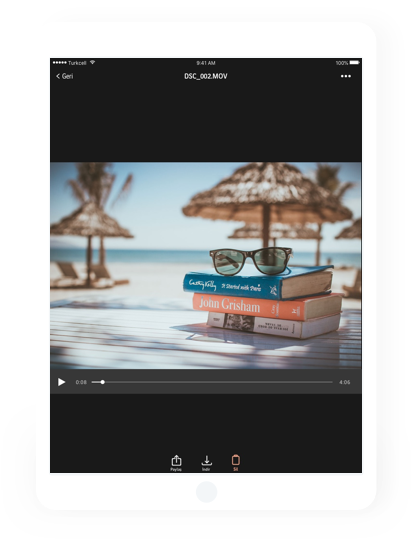 Turkcell
9:41 AM
100%
Geri
DSC_002.MOV
Cathy Kelly It Started with Paris
John Grisham
0:06
4:06
Paylaş
İndir
Sil